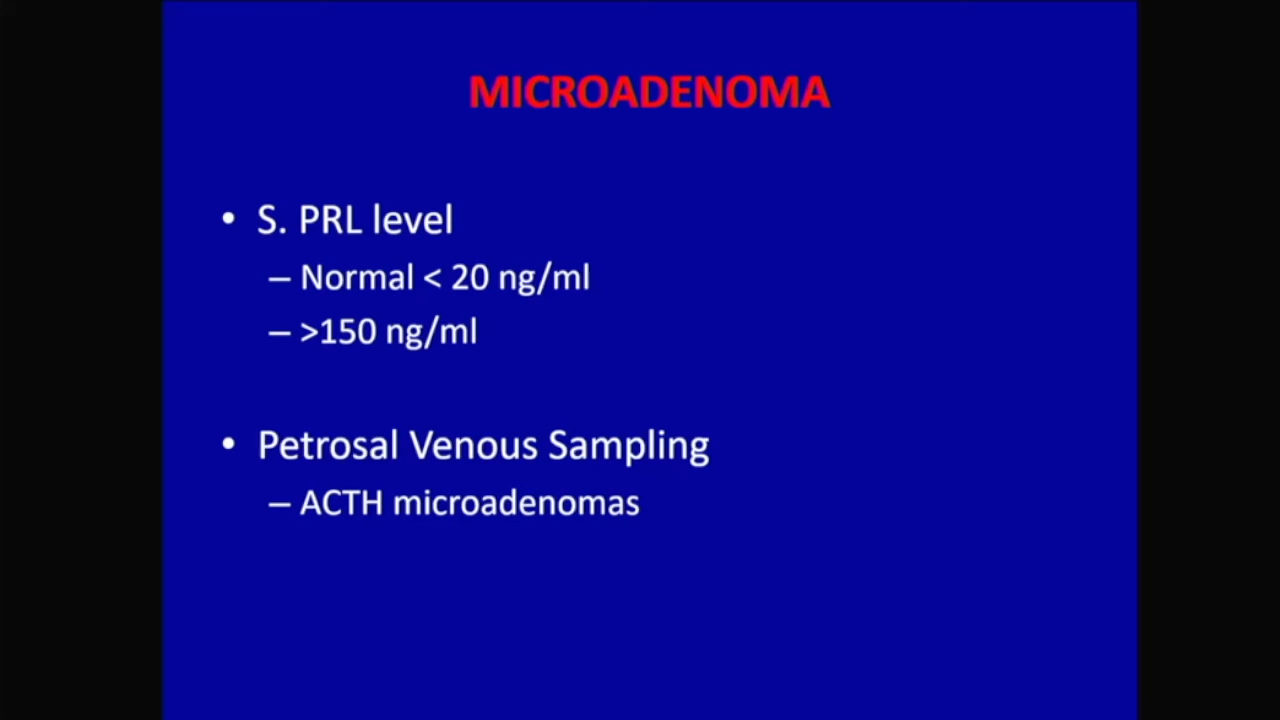 MICROADENOMA
• S. PRL level
– Normal < 20 ng/ml
– >150 ng/ml
• Petrosal Venous Sampling
– ACTH microadenomas